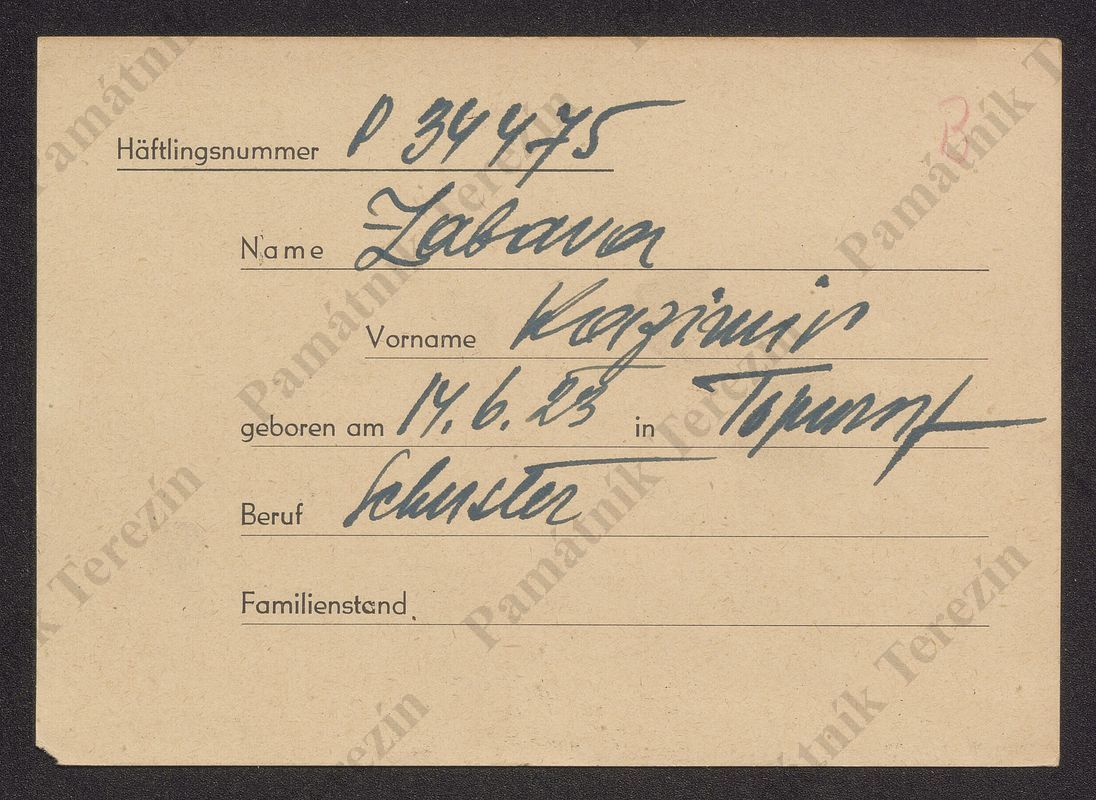 Häftlingsnummer P 34475
B
Name Zabava
Vorname Kazimir
geboren am 14.6.23 in
Beruf Schuster
Familienstand
Památník Terezín